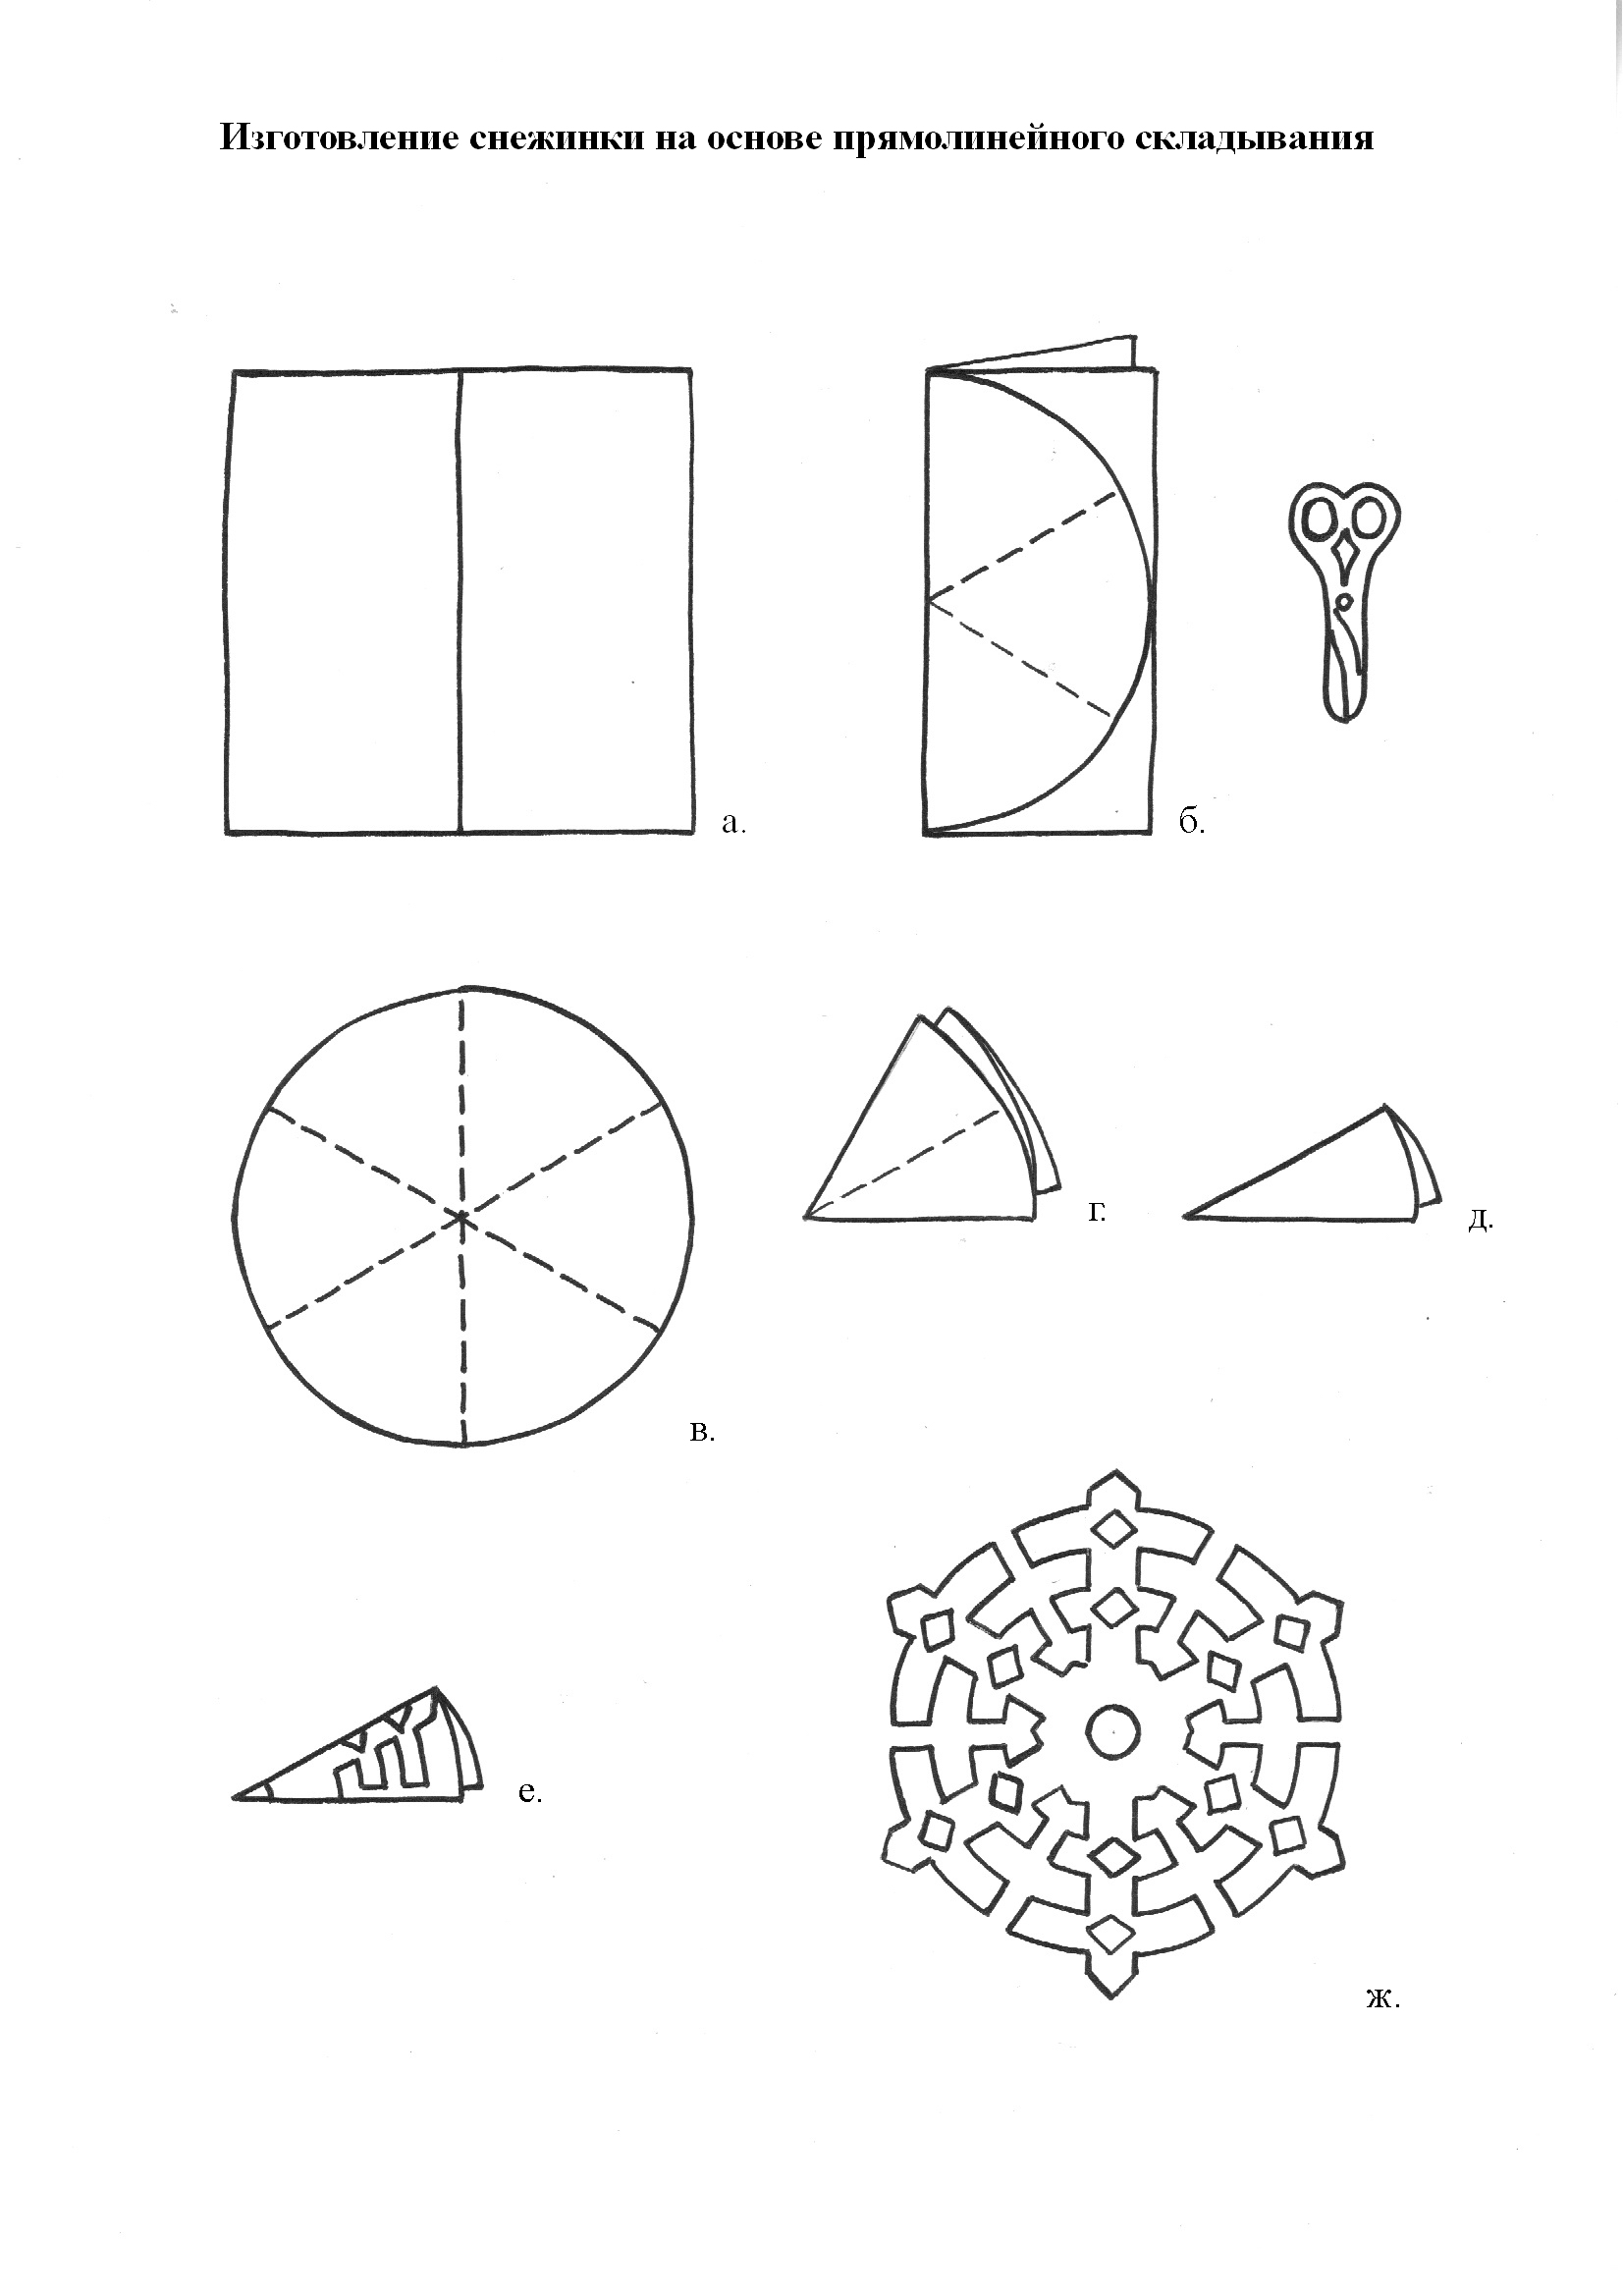 Изготовление снежинки на основе прямолинейного складывания
а.
б.
в.
г.
д.
е.
ж.